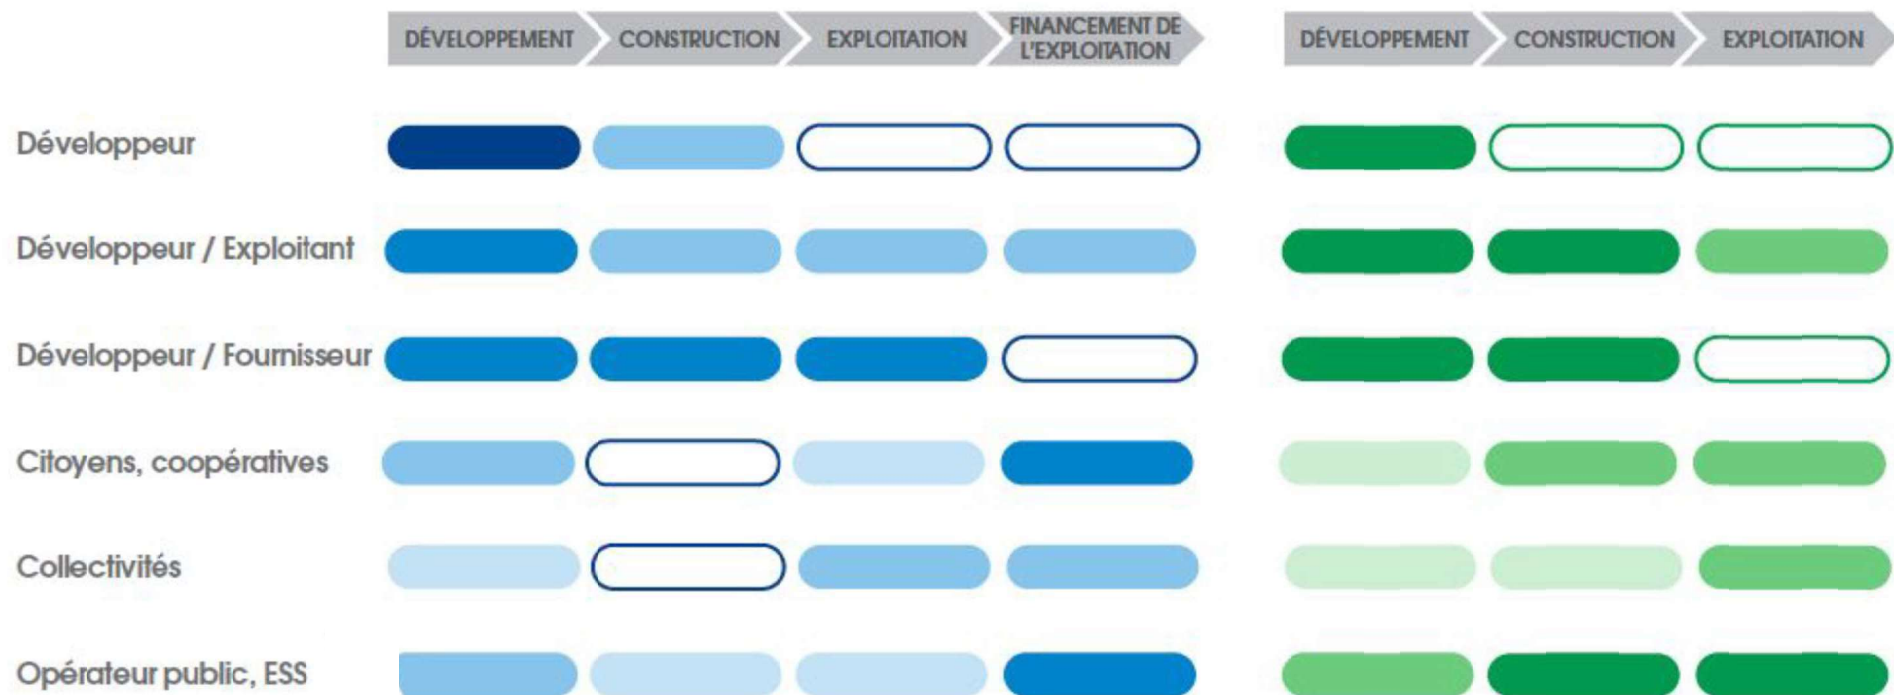 DÉVELOPPEMENT CONSTRUCTION EXPLOITATION FINANCEMENT DE
L'EXPLOITATION DÉVELOPPEMENT CONSTRUCTION EXPLOITATION
Développeur
Développeur / Exploitant
Développeur / Fournisseur
Citoyens, coopératives
Collectivités
Opérateur public, ESS